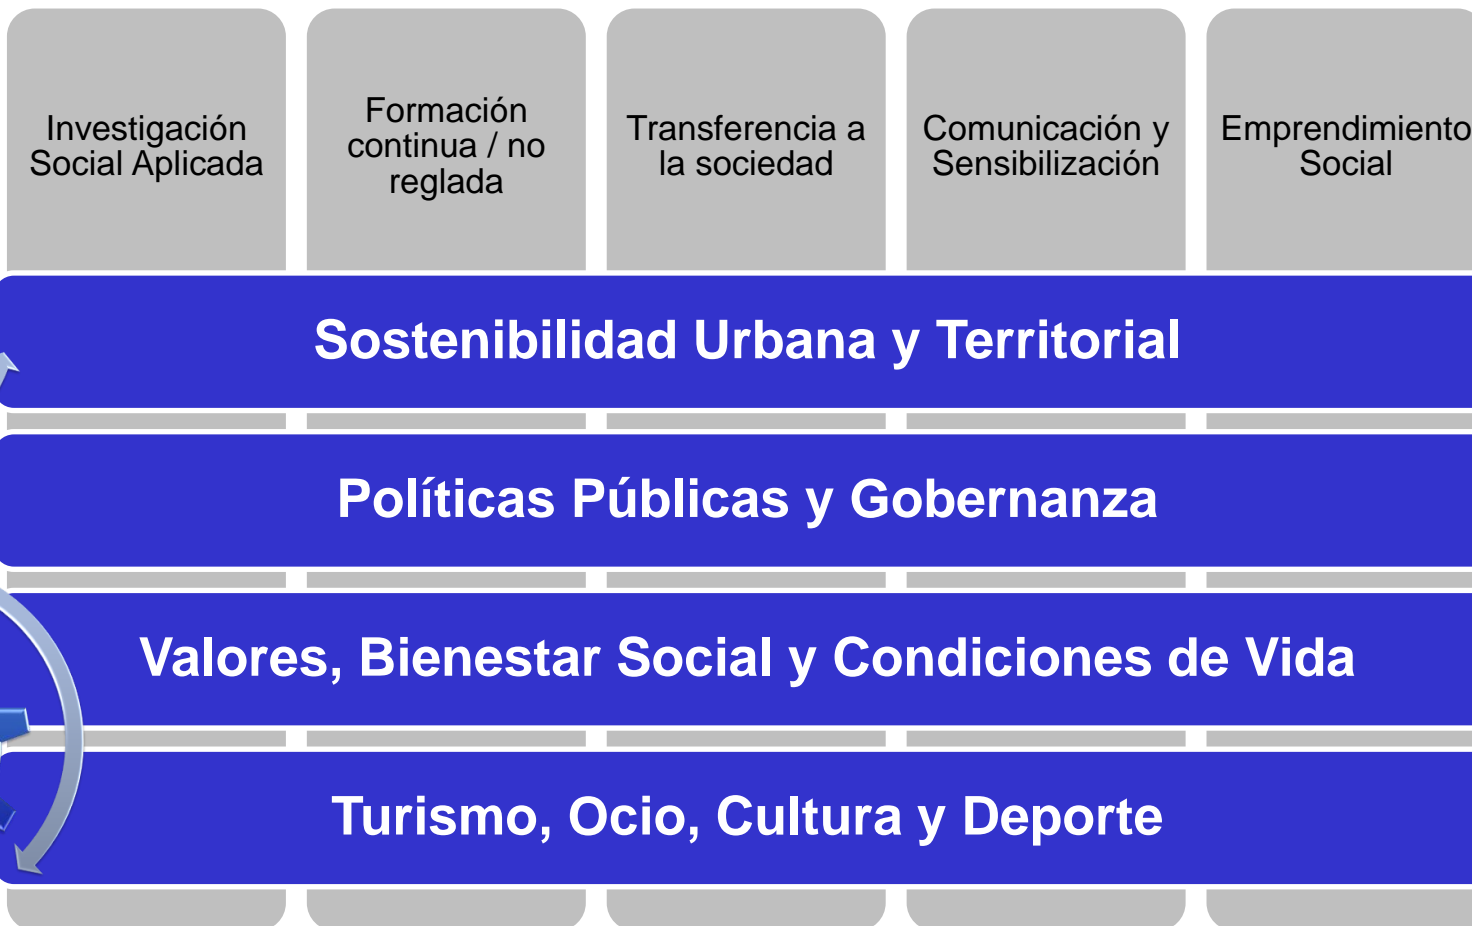 Investigación
Social Aplicada
Formación
continua / no
reglada
Transferencia a
la sociedad
Comunicación y
Sensibilización
Emprendimiento
Social
Sostenibilidad Urbana y Territorial
Políticas Públicas y Gobernanza
Valores, Bienestar Social y Condiciones de Vida
Turismo, Ocio, Cultura y Deporte